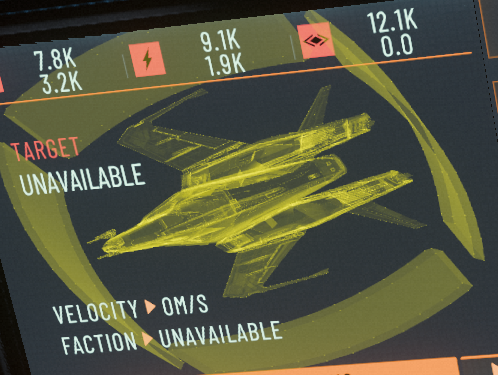 7.8K 9.1K 12.1K
3.2K 1.9K 0.0
TARGET
UNAVAILABLE
VELOCITY 0M/S
FACTION UNAVAILABLE